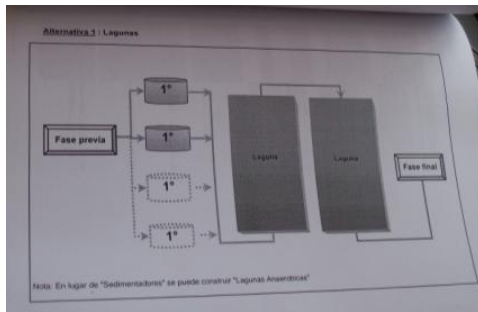 Alternativa 1 : Lagunas
1°
Fase previa
1°
1°
1°
Laguna
Laguna
Fase final
Nota: En lugar de "Sedimentadores" se puede construir "Lagunas Anaeróbicas"